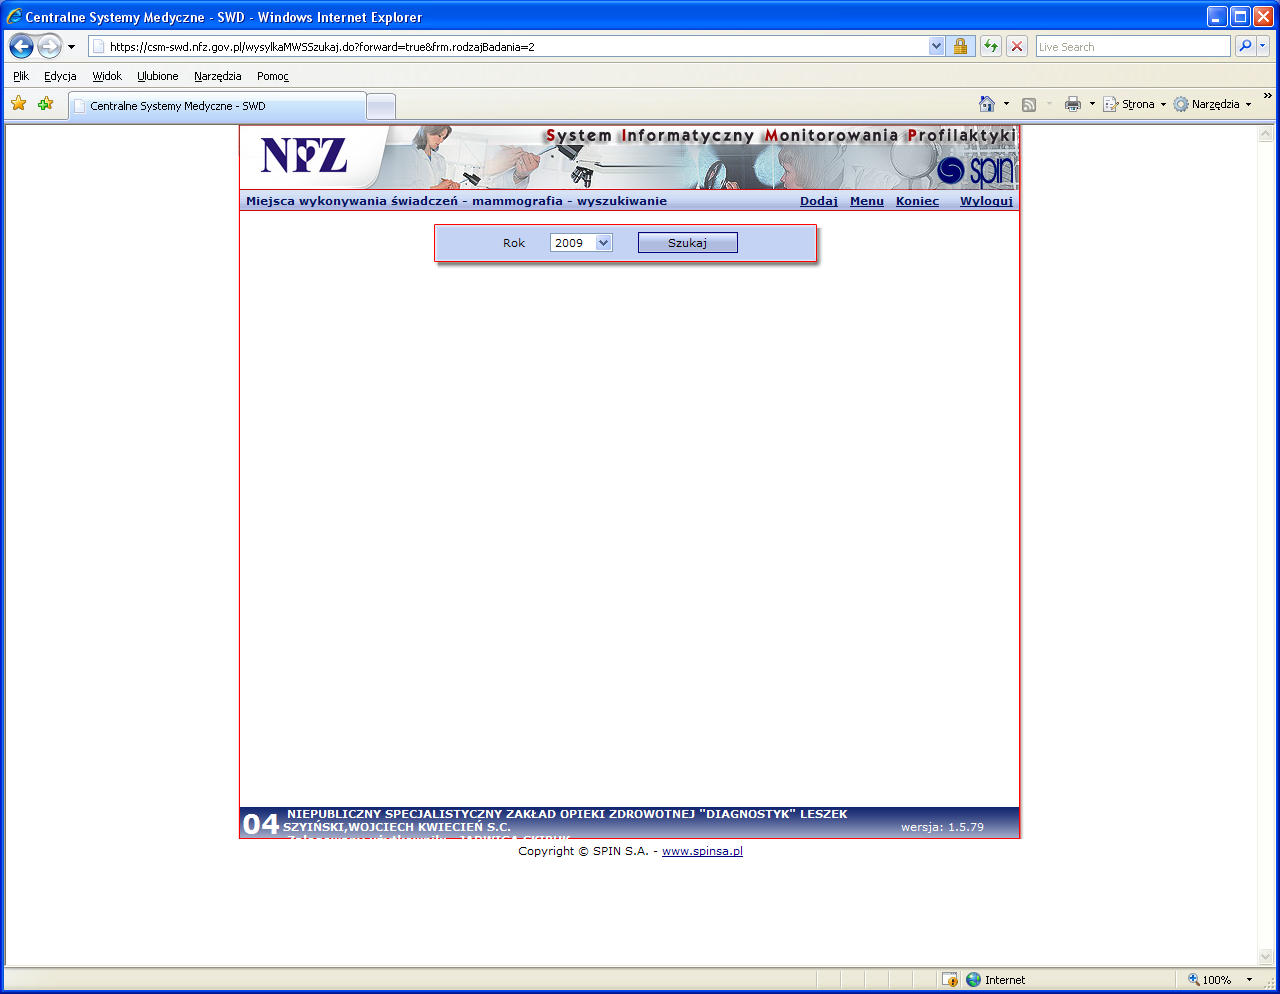 Centralne Systemy Medyczne - SWD - Windows Internet Explorer
https://csm-swd.nfz.gov.pl/wysylkaMWSSzukaj.do?forward=true&frm.rodzajBadania=2
Live Search
Plik Edycja Widok Ulubione Narzędzia Pomoc
Centralne Systemy Medyczne - SWD
Strona Narzędzia »
NFZ
System Informatyczny Monitorowania Profilaktyki
spin
Miejsca wykonywania świadczeń - mammografia - wyszukiwanie Dodaj Menu Koniec Wyloguj
Rok 2009 Szukaj
04 NIEPUBLICZNY SPECJALISTYCZNY ZAKŁAD OPIEKI ZDROWOTNEJ "DIAGNOSTYK" LESZEK
SZYIŃSKI,WOJCIECH KWIECIEŃ S.C.
wersja: 1.5.79
Copyright © SPIN S.A. - www.spinsa.pl
Internet 100%